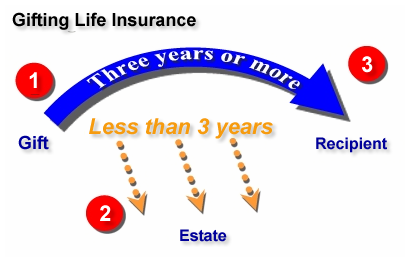 Gifting Life Insurance
1
Three years or more
3
Less than 3 years
Gift
Recipient
2
Estate